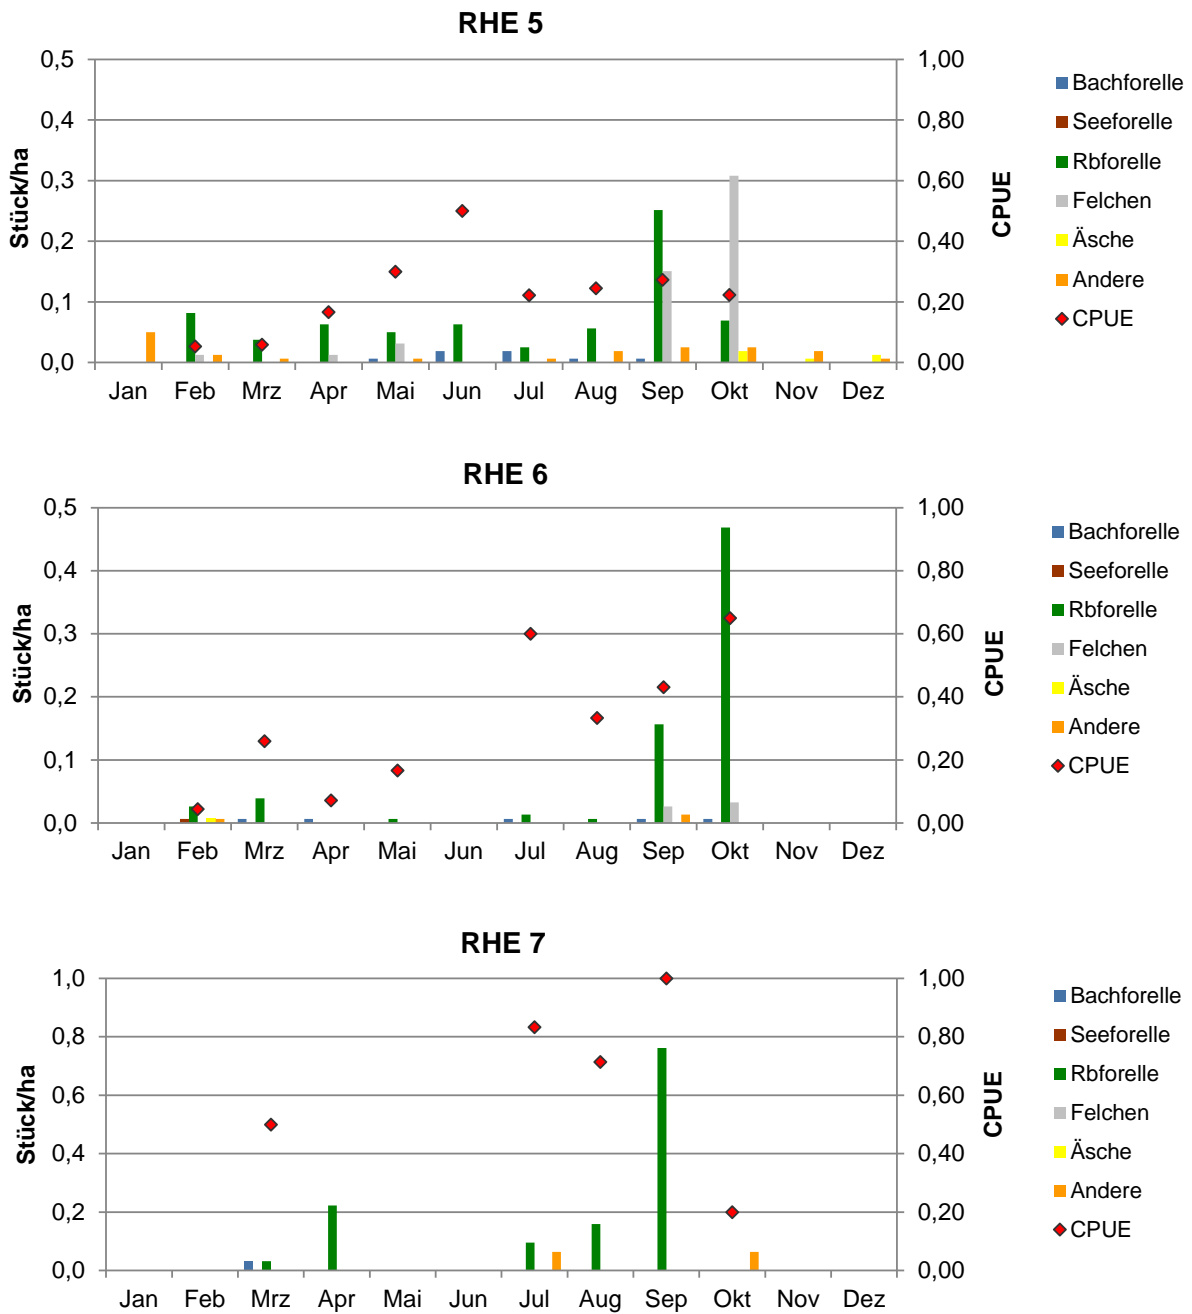 RHE 5
0,5
0,4
0,3
0,2
0,1
0,0
Stück/ha
1,00
0,80
0,60
0,40
0,20
0,00
CPUE
Jan Feb Mrz Apr Mai Jun Jul Aug Sep Okt Nov Dez
Bachforelle
Seeforelle
Rbforelle
Felchen
Äsche
Andere
CPUE
RHE 6
0,5
0,4
0,3
0,2
0,1
0,0
Stück/ha
1,00
0,80
0,60
0,40
0,20
0,00
CPUE
Jan Feb Mrz Apr Mai Jun Jul Aug Sep Okt Nov Dez
Bachforelle
Seeforelle
Rbforelle
Felchen
Äsche
Andere
CPUE
RHE 7
1,0
0,8
0,6
0,4
0,2
0,0
Stück/ha
1,00
0,80
0,60
0,40
0,20
0,00
CPUE
Jan Feb Mrz Apr Mai Jun Jul Aug Sep Okt Nov Dez
Bachforelle
Seeforelle
Rbforelle
Felchen
Äsche
Andere
CPUE